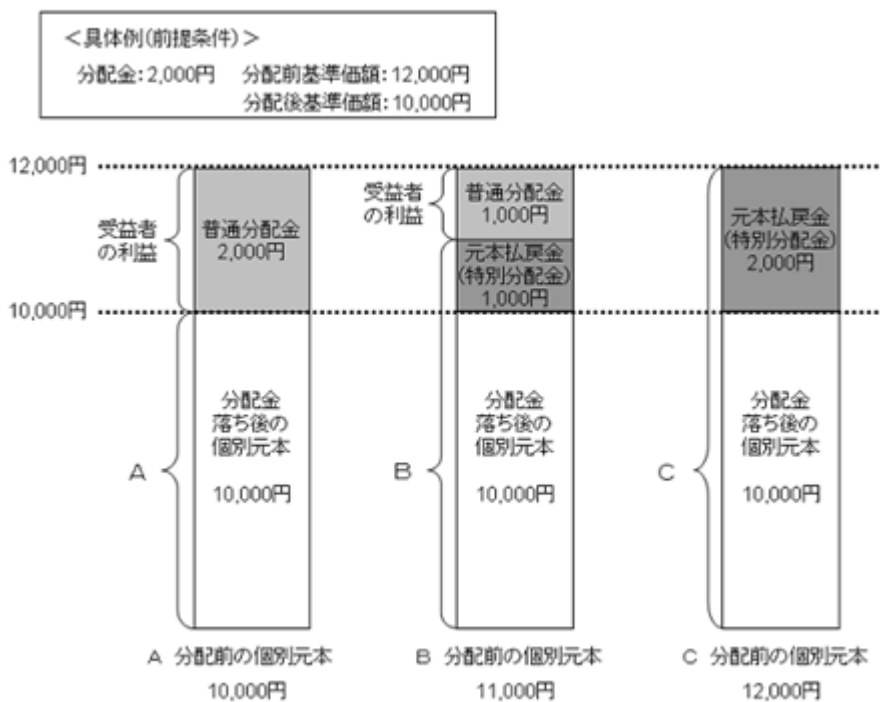 ＜具体例(前提条件)＞
分配金:2,000円 分配前基準価額:12,000円
分配後基準価額:10,000円
12,000円
10,000円
受益者
の利益
普通分配金
2,000円
分配金
落ち後の
個別元本
10,000円
A
A 分配前の個別元本
10,000円
受益者
の利益
普通分配金
1,000円
元本払戻金
(特別分配金)
1,000円
分配金
落ち後の
個別元本
10,000円
B
B 分配前の個別元本
11,000円
元本払戻金
(特別分配金)
2,000円
分配金
落ち後の
個別元本
10,000円
C
C 分配前の個別元本
12,000円